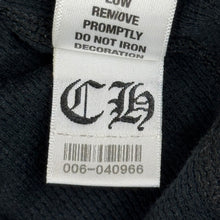 LOW
REMOVE
PROMPTLY
DO NOT IRON
DECORATION
CH
006-040966